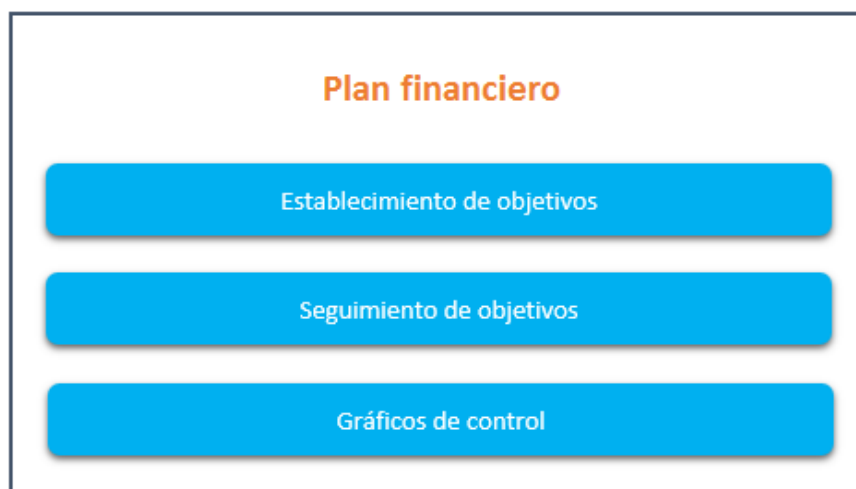 Plan financiero
Establecimiento de objetivos
Seguimiento de objetivos
Gráficos de control